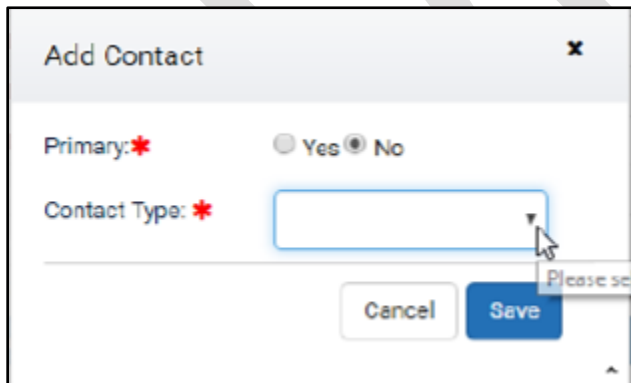 Add Contact ×
Primary:* Yes No
Contact Type: *
Please se
Cancel Save